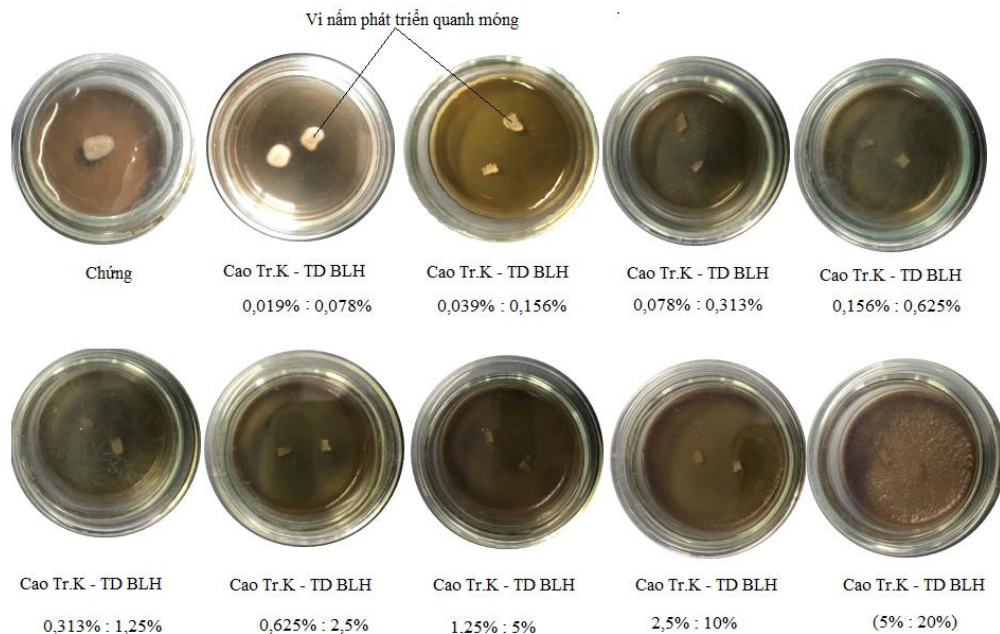 Vi nấm phát triển quanh móng
Chứng
Cao Tr.K - TD BLH
0,019% : 0,078%
Cao Tr.K - TD BLH
0,039% : 0,156%
Cao Tr.K - TD BLH
0,078% : 0,313%
Cao Tr.K - TD BLH
0,156% : 0,625%
Cao Tr.K - TD BLH
0,313% : 1,25%
Cao Tr.K - TD BLH
0,625% : 2,5%
Cao Tr.K - TD BLH
1,25% : 5%
Cao Tr.K - TD BLH
2,5% : 10%
Cao Tr.K - TD BLH
(5% : 20%)